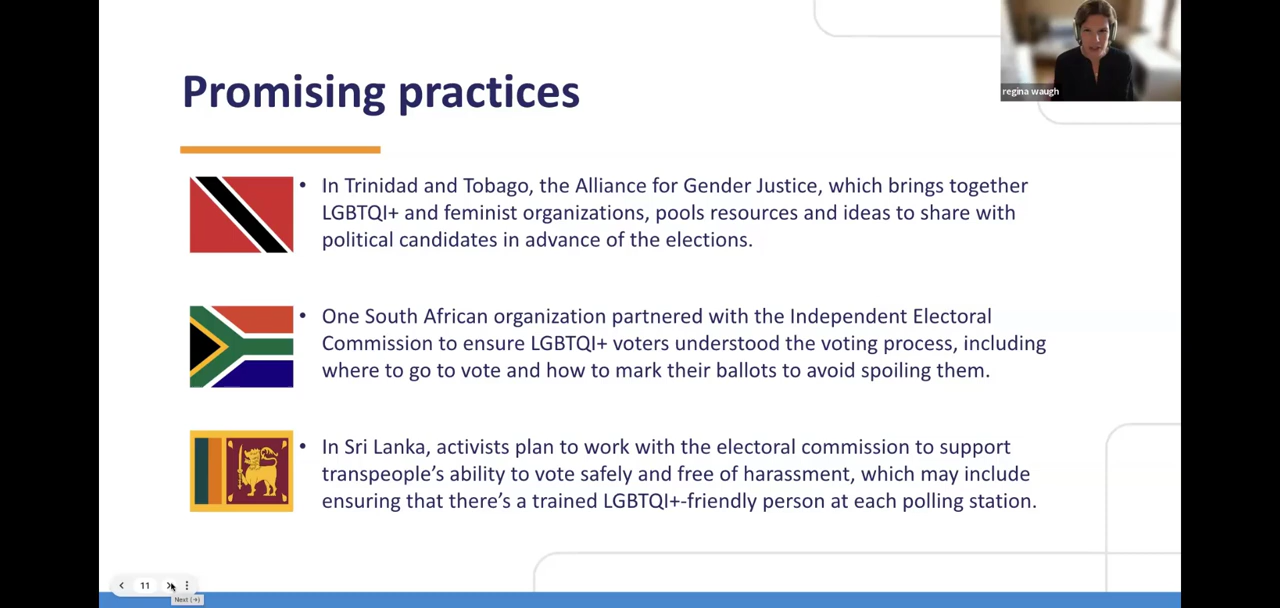 Promising practices
regina waugh
• In Trinidad and Tobago, the Alliance for Gender Justice, which brings together
LGBTQI+ and feminist organizations, pools resources and ideas to share with
political candidates in advance of the elections.
• One South African organization partnered with the Independent Electoral
Commission to ensure LGBTQI+ voters understood the voting process, including
where to go to vote and how to mark their ballots to avoid spoiling them.
• In Sri Lanka, activists plan to work with the electoral commission to support
transpeople’s ability to vote safely and free of harassment, which may include
ensuring that there’s a trained LGBTQI+-friendly person at each polling station.
11
Next (→)